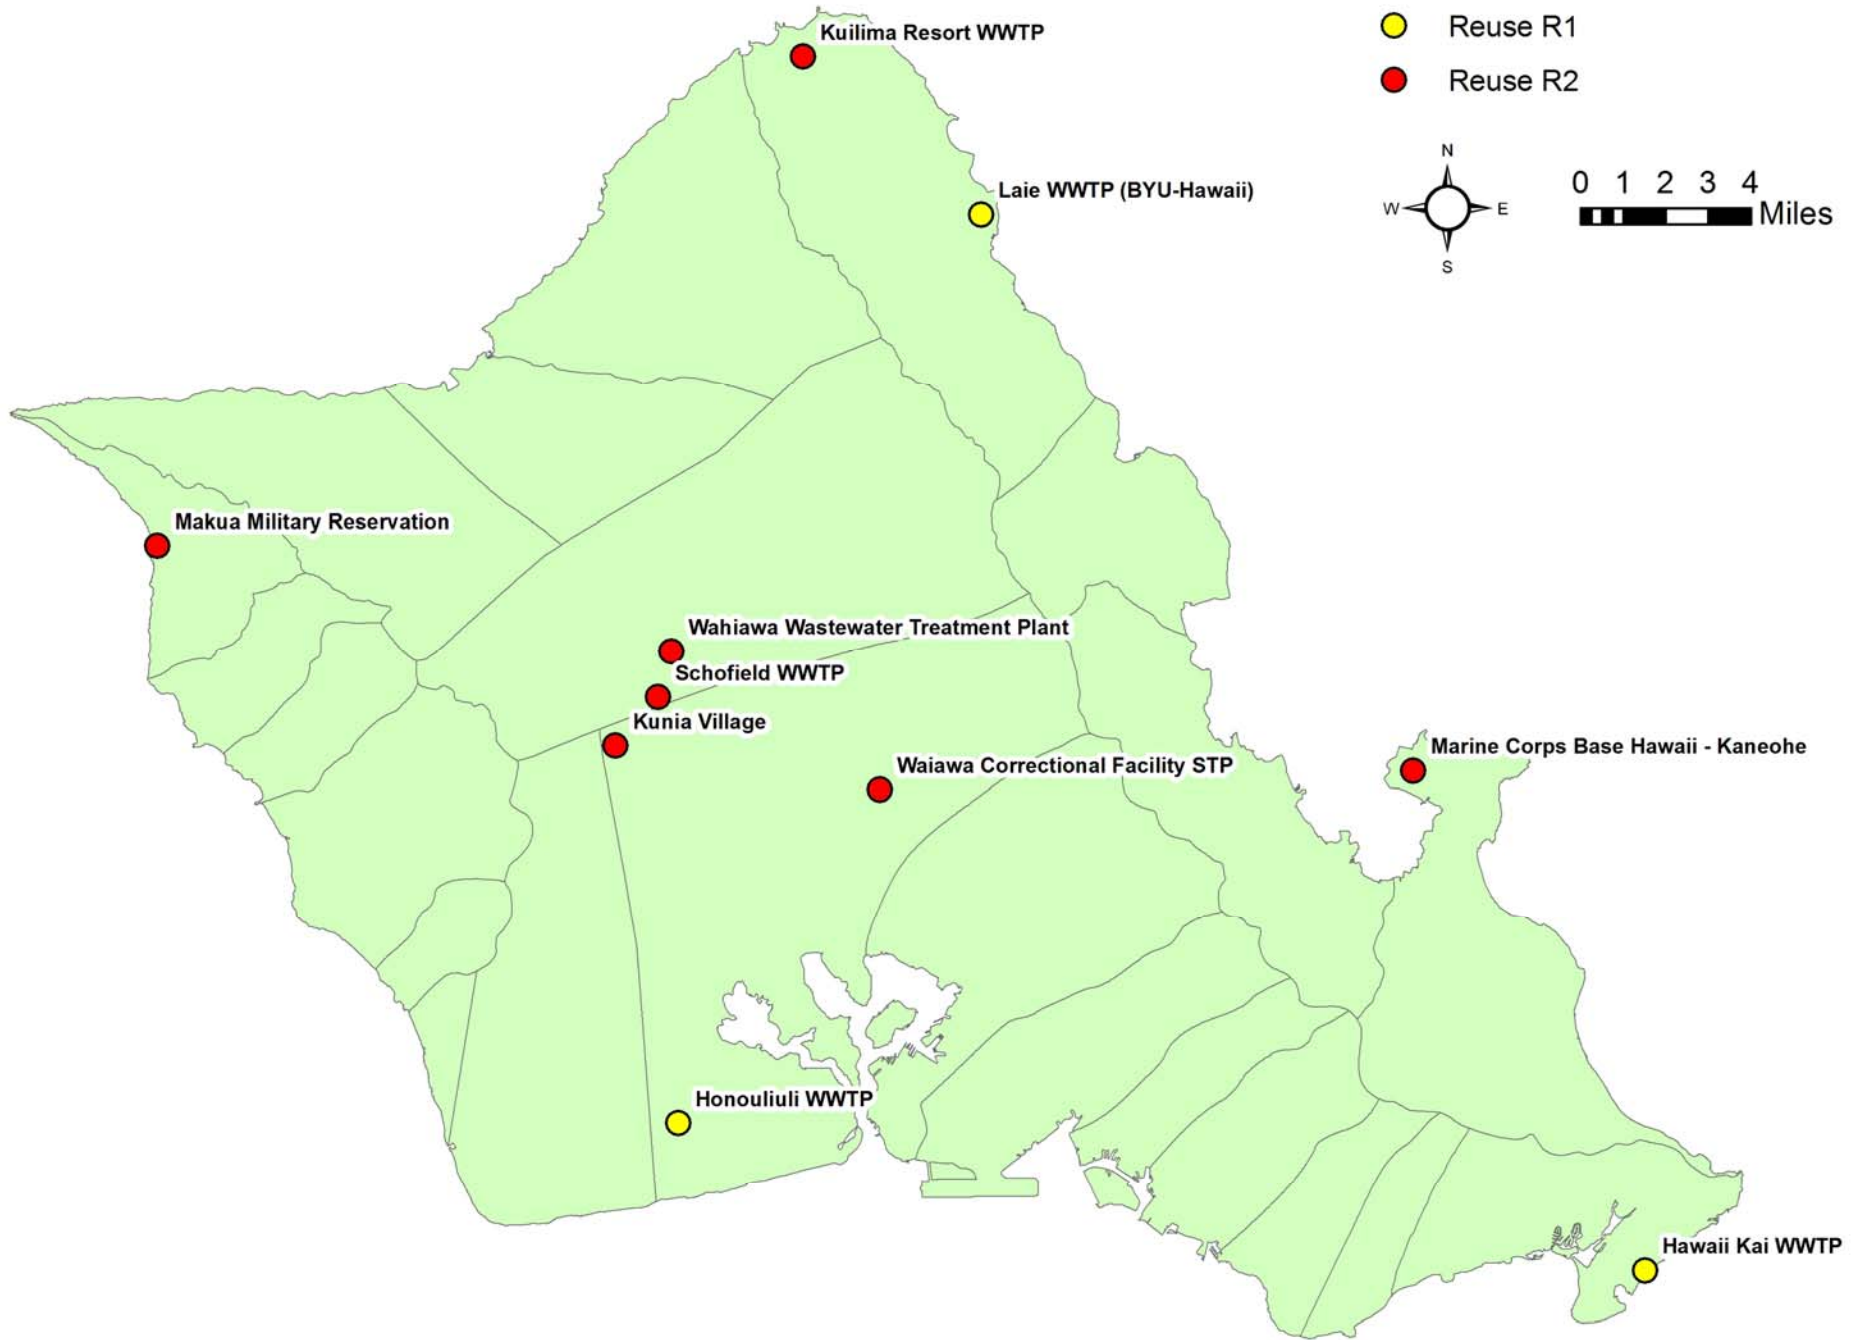 Kuilima Resort WWTP
Reuse R1
Reuse R2
N
W E
S
0 1 2 3 4
Miles
Laie WWTP (BYU-Hawaii)
Makua Military Reservation
Wahiawa Wastewater Treatment Plant
Schofield WWTP
Kunia Village
Waiawa Correctional Facility STP
Marine Corps Base Hawaii - Kaneohe
Honouliuli WWTP
Hawaii Kai WWTP